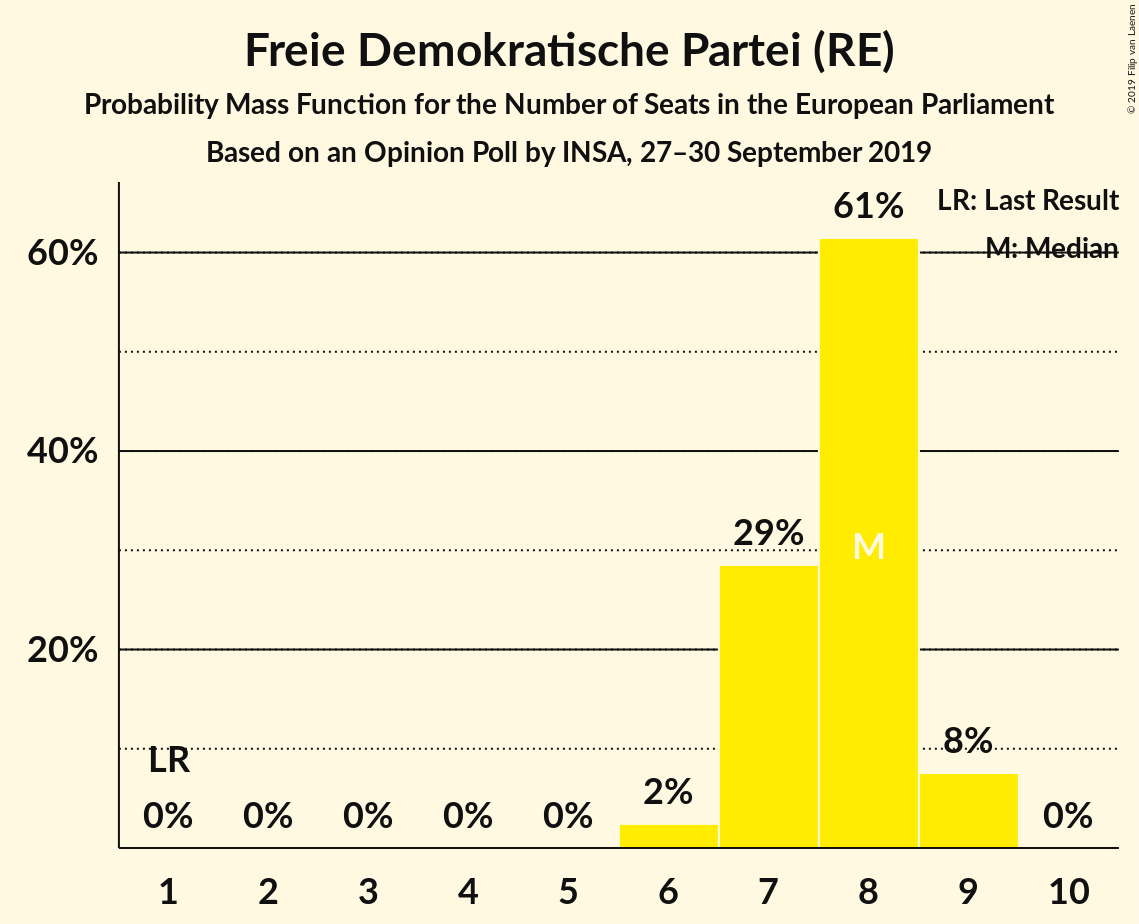 Freie Demokratische Partei (RE)
Probability Mass Function for the Number of Seats in the European Parliament
Based on an Opinion Poll by INSA, 27–30 September 2019
© 2019 Filip van Laenen
LR: Last Result
M: Median
60%
40%
20%
LR
0%
0%
0%
0%
0%
2%
29%
61%
M
8%
0%
1 2 3 4 5 6 7 8 9 10